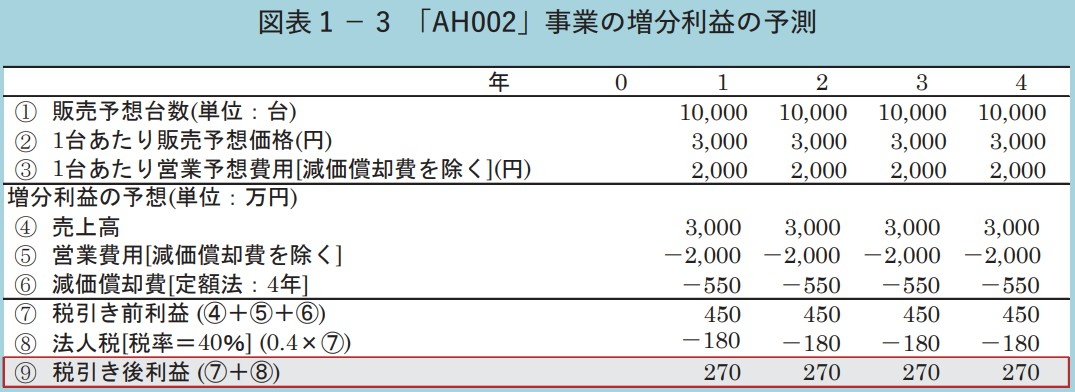 図表1-3 「AH002」事業の増分利益の予測
年 0 1 2 3 4
① 販売予想台数(単位：台) 10,000 10,000 10,000 10,000
② 1台あたり販売予想価格(円) 3,000 3,000 3,000 3,000
③ 1台あたり営業予想費用[減価償却費を除く](円) 2,000 2,000 2,000 2,000
増分利益の予想(単位：万円)
④ 売上高 3,000 3,000 3,000 3,000
⑤ 営業費用[減価償却費を除く] −2,000 −2,000 −2,000 −2,000
⑥ 減価償却費[定額法：4年] −550 −550 −550 −550
⑦ 税引き前利益 (④+⑤+⑥) 450 450 450 450
⑧ 法人税[税率=40%] (0.4×⑦) −180 −180 −180 −180
⑨ 税引き後利益 (⑦+⑧) 270 270 270 270